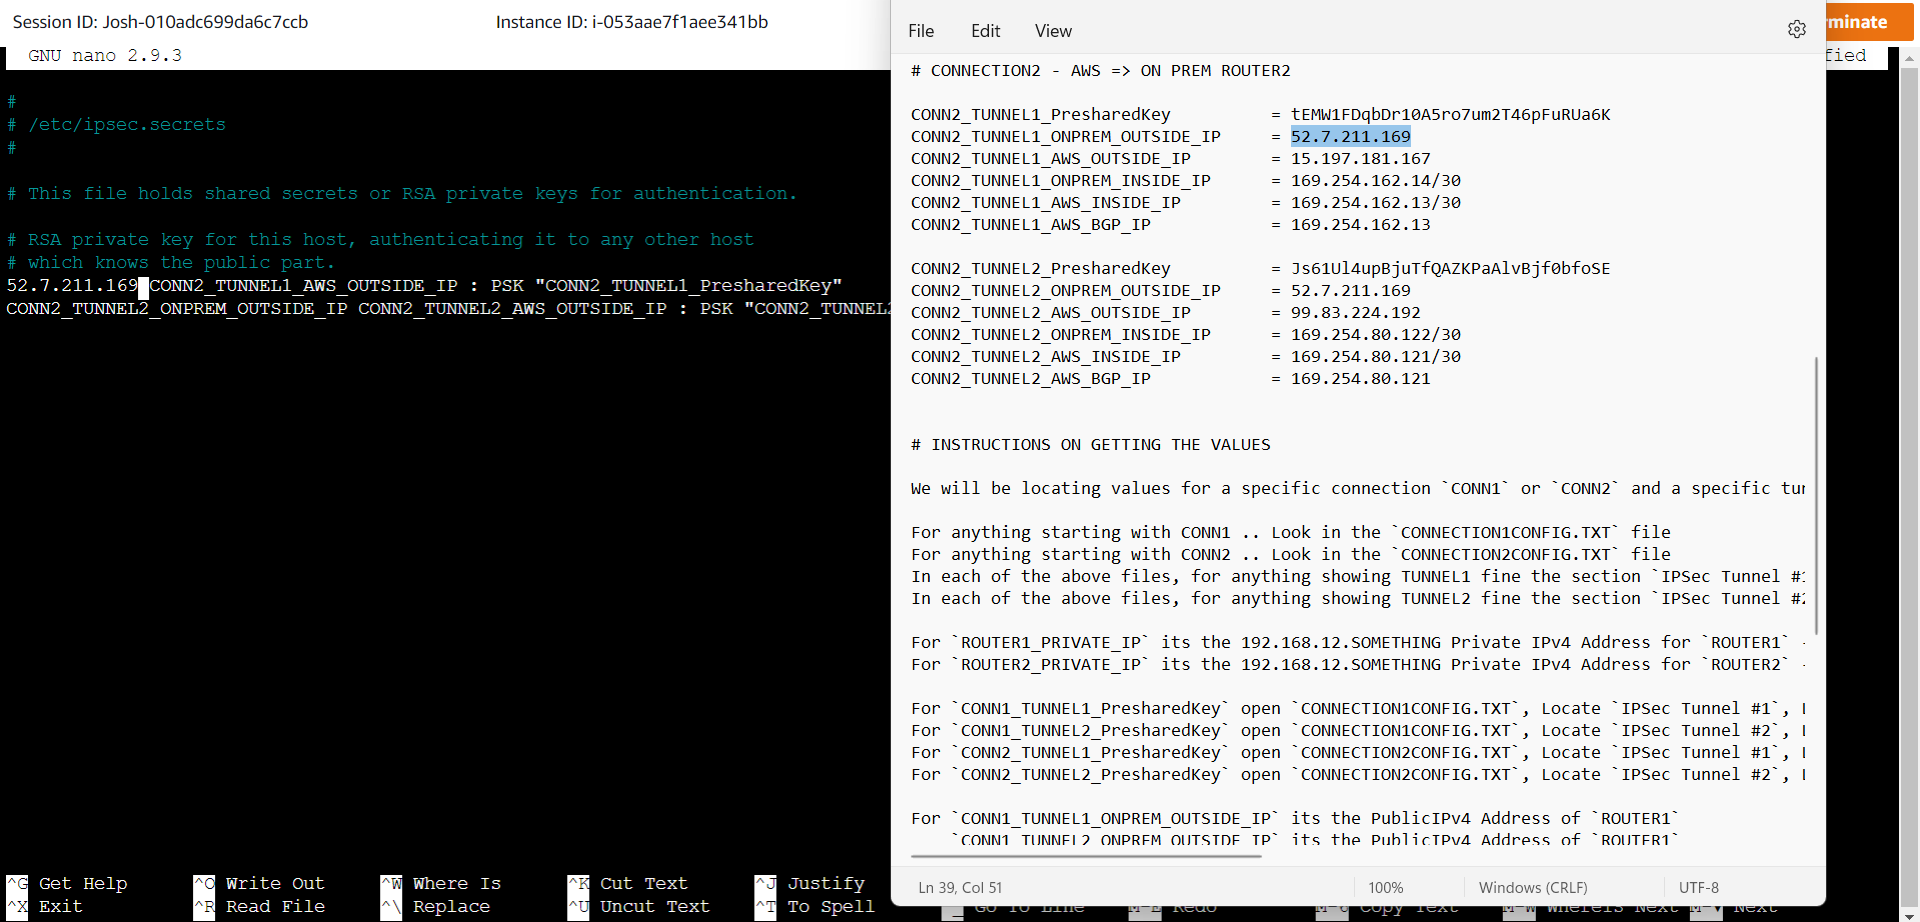 Session ID: Josh-010adc699da6c7ccb Instance ID: i-053aae7f1aee341bb
GNU nano 2.9.3
#
# /etc/ipsec.secrets
#
# This file holds shared secrets or RSA private keys for authentication.
# RSA private key for this host, authenticating it to any other host
# which knows the public part.
52.7.211.169 CONN2_TUNNEL1_AWS_OUTSIDE_IP : PSK "CONN2_TUNNEL1_PresharedKey"
CONN2_TUNNEL2_ONPREM_OUTSIDE_IP CONN2_TUNNEL2_AWS_OUTSIDE_IP : PSK "CONN2_TUNNEL2
^G Get Help ^O Write Out ^W Where Is ^K Cut Text ^J Justify
^X Exit ^R Read File ^\ Replace ^U Uncut Text ^T To Spell
File Edit View
minate
fied
# CONNECTION2 - AWS => ON PREM ROUTER2
CONN2_TUNNEL1_PresharedKey = tEMW1FDqbDr10A5ro7um2T46pFuRUa6K
CONN2_TUNNEL1_ONPREM_OUTSIDE_IP = 52.7.211.169
CONN2_TUNNEL1_AWS_OUTSIDE_IP = 15.197.181.167
CONN2_TUNNEL1_ONPREM_INSIDE_IP = 169.254.162.14/30
CONN2_TUNNEL1_AWS_INSIDE_IP = 169.254.162.13/30
CONN2_TUNNEL1_AWS_BGP_IP = 169.254.162.13
CONN2_TUNNEL2_PresharedKey = Js61Ul4upBjuTfQAZKPaAlvBjf0bfoSE
CONN2_TUNNEL2_ONPREM_OUTSIDE_IP = 52.7.211.169
CONN2_TUNNEL2_AWS_OUTSIDE_IP = 99.83.224.192
CONN2_TUNNEL2_ONPREM_INSIDE_IP = 169.254.80.122/30
CONN2_TUNNEL2_AWS_INSIDE_IP = 169.254.80.121/30
CONN2_TUNNEL2_AWS_BGP_IP = 169.254.80.121
# INSTRUCTIONS ON GETTING THE VALUES
We will be locating values for a specific connection `CONN1` or `CONN2` and a specific tun
For anything starting with CONN1 .. Look in the `CONNECTION1CONFIG.TXT` file
For anything starting with CONN2 .. Look in the `CONNECTION2CONFIG.TXT` file
In each of the above files, for anything showing TUNNEL1 fine the section `IPSec Tunnel #1
In each of the above files, for anything showing TUNNEL2 fine the section `IPSec Tunnel #2
For `ROUTER1_PRIVATE_IP` its the 192.168.12.SOMETHING Private IPv4 Address for `ROUTER1` -
For `ROUTER2_PRIVATE_IP` its the 192.168.12.SOMETHING Private IPv4 Address for `ROUTER2` -
For `CONN1_TUNNEL1_PresharedKey` open `CONNECTION1CONFIG.TXT`, Locate `IPSec Tunnel #1`, L
For `CONN1_TUNNEL2_PresharedKey` open `CONNECTION1CONFIG.TXT`, Locate `IPSec Tunnel #2`, L
For `CONN2_TUNNEL1_PresharedKey` open `CONNECTION2CONFIG.TXT`, Locate `IPSec Tunnel #1`, L
For `CONN2_TUNNEL2_PresharedKey` open `CONNECTION2CONFIG.TXT`, Locate `IPSec Tunnel #2`, L
For `CONN1_TUNNEL1_ONPREM_OUTSIDE_IP` its the PublicIPv4 Address of `ROUTER1`
`CONN1_TUNNEL2_ONPREM_OUTSIDE_IP` its the PublicIPv4 Address of `ROUTER1`
Ln 39, Col 51 100% Windows (CRLF) UTF-8
Go To Line M-E Redo M-6 Copy Text M-W WhereIs Next M-▼ Next